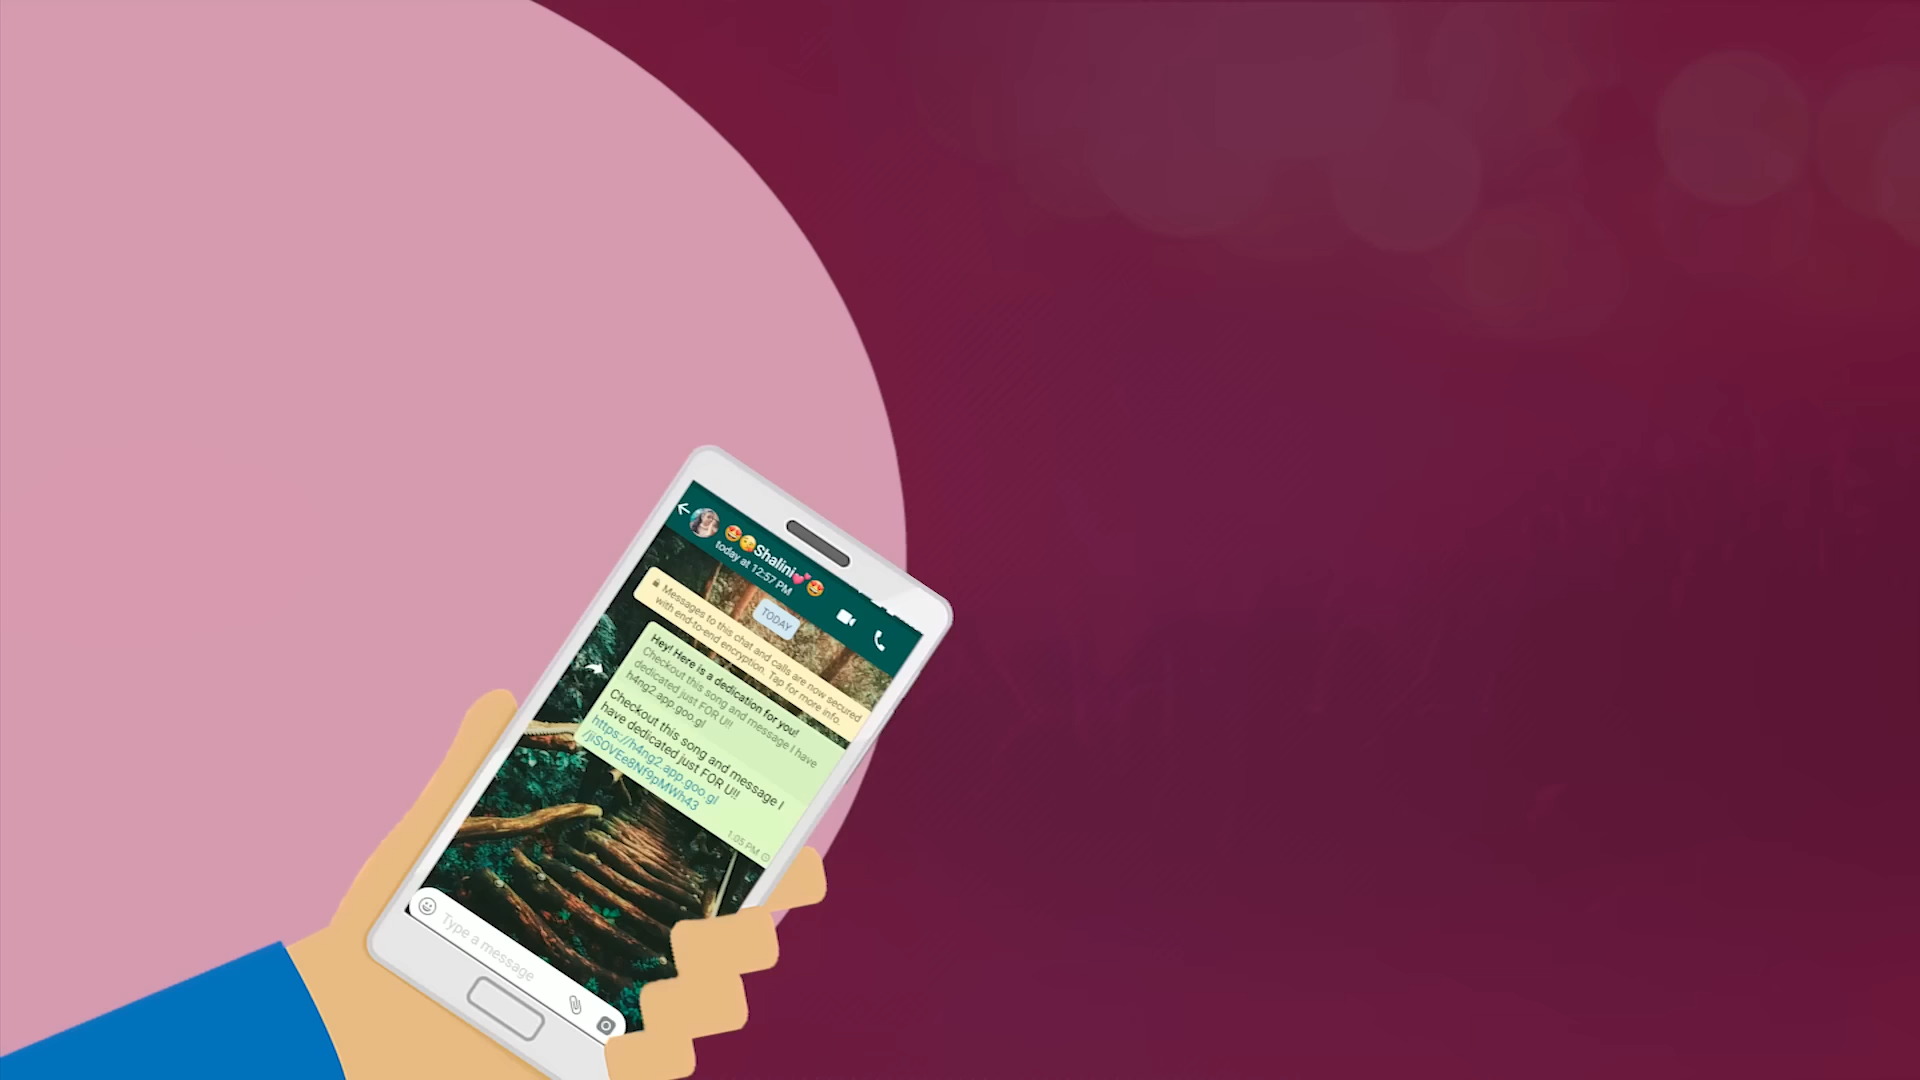 😍😘Shalini💕😍
today at 12:57 PM
TODAY
Messages to this chat and calls are now secured
with end-to-end encryption. Tap for more info.
Hey! Here is a dedication for you!
Checkout this song and message I have
dedicated just FOR U!!
h4ng2.app.goo.gl
Checkout this song and message I
have dedicated just FOR U!!
https://h4ng2.app.goo.gl
/jiSOVEe8Nf9pMWh43
1:05 PM
Type a message